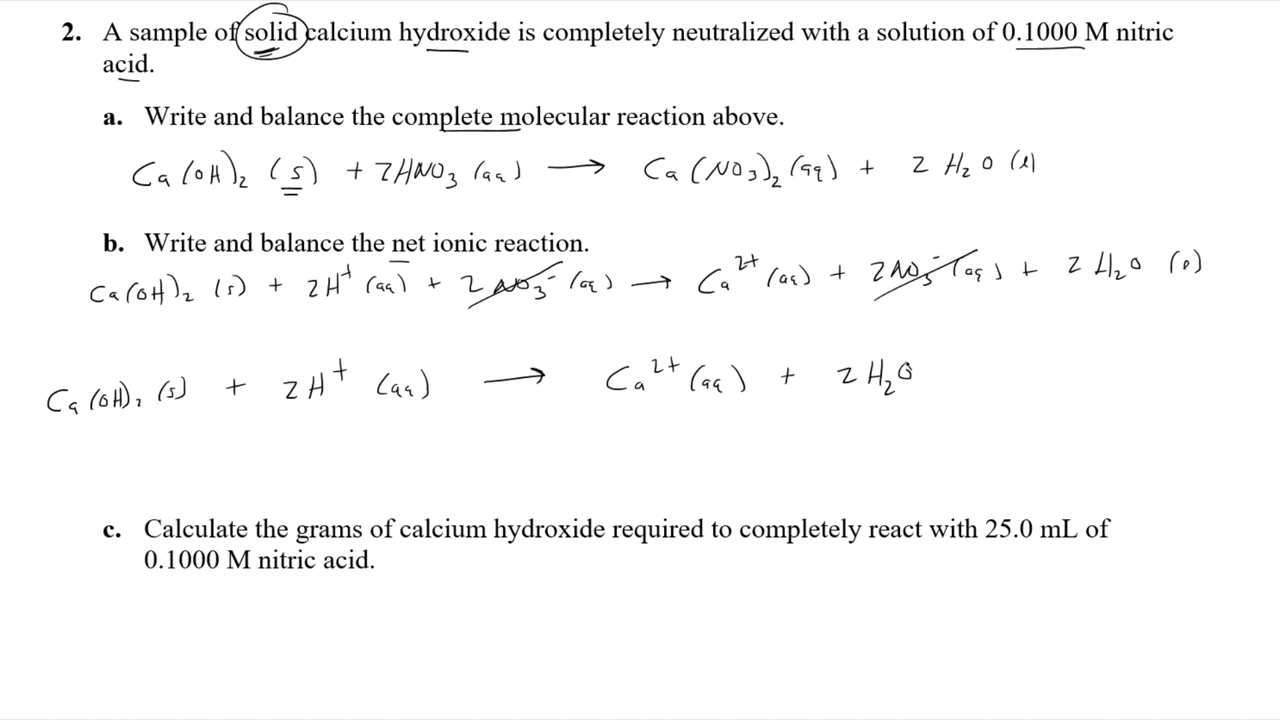 2. A sample of solid calcium hydroxide is completely neutralized with a solution of 0.1000 M nitric
acid.
a. Write and balance the complete molecular reaction above.
Ca(OH)₂ (s) + 2HNO₃ (aq) → Ca(NO₃)₂ (aq) + 2 H₂O (l)
b. Write and balance the net ionic reaction.
Ca(OH)₂ (s) + 2H⁺ (aq) + 2 NO₃⁻ (aq) → Ca²⁺ (aq) + 2NO₃⁻ (aq) + 2 H₂O (l)
Ca(OH)₂ (s) + 2H⁺ (aq) → Ca²⁺ (aq) + 2 H₂O
c. Calculate the grams of calcium hydroxide required to completely react with 25.0 mL of
0.1000 M nitric acid.